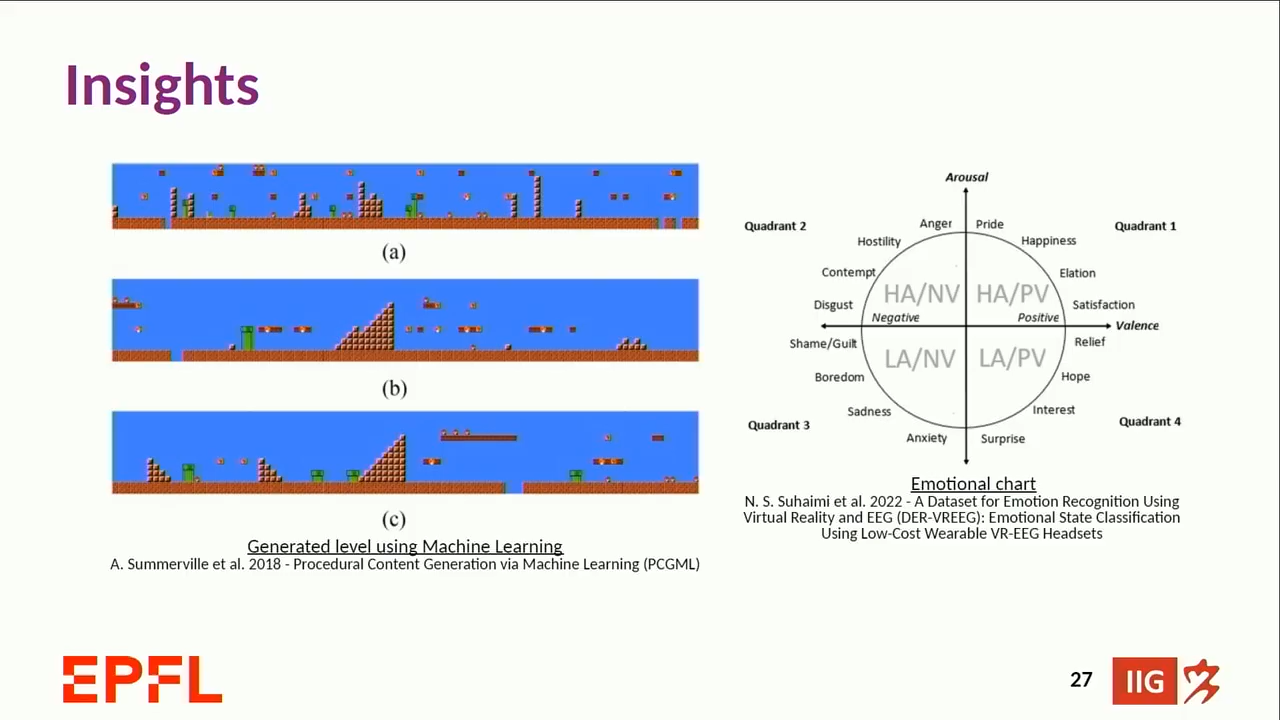 Insights
(a)
(b)
(c)
Generated level using Machine Learning
A. Summerville et al. 2018 - Procedural Content Generation via Machine Learning (PCGML)
Arousal
Quadrant 2
Anger
Pride
Quadrant 1
Hostility
Happiness
Contempt
Elation
HA/NV
HA/PV
Disgust
Satisfaction
Negative
Positive
Valence
Shame/Guilt
Relief
LA/NV
LA/PV
Boredom
Hope
Sadness
Interest
Quadrant 3
Quadrant 4
Anxiety
Surprise
Emotional chart
N. S. Suhaimi et al. 2022 - A Dataset for Emotion Recognition Using
Virtual Reality and EEG (DER-VREEG): Emotional State Classification
Using Low-Cost Wearable VR-EEG Headsets
EPFL
27
IIG